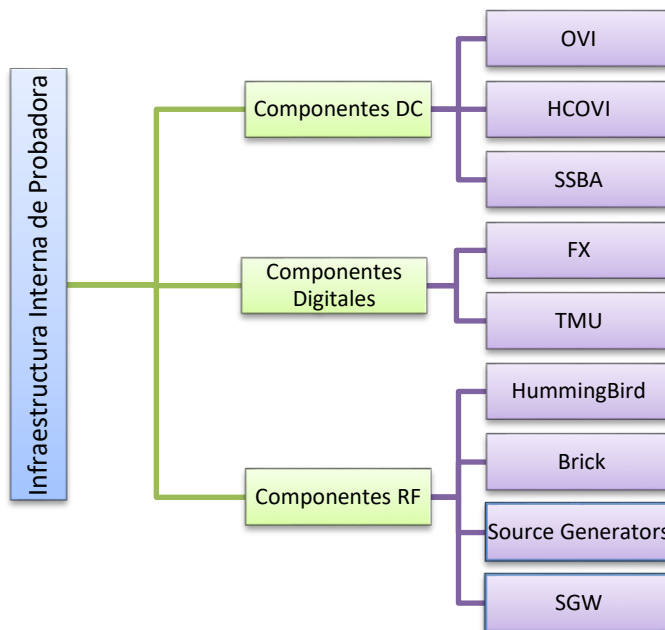 Infraestructura Interna de Probadora
Componentes DC
OVI
HCOVI
SSBA
Componentes
Digitales
FX
TMU
Componentes RF
HummingBird
Brick
Source Generators
SGW